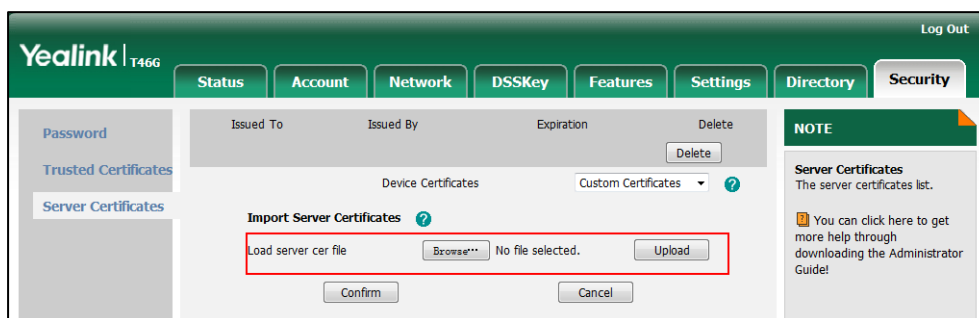 Log Out
Yealink T46G
Status Account Network DSSKey Features Settings Directory Security
Password
Trusted Certificates
Server Certificates
Issued To Issued By Expiration Delete
Delete
Device Certificates Custom Certificates ?
Import Server Certificates ?
Load server cer file Browse… No file selected. Upload
Confirm Cancel
NOTE
Server Certificates
The server certificates list.
? You can click here to get
more help through
downloading the Administrator
Guide!